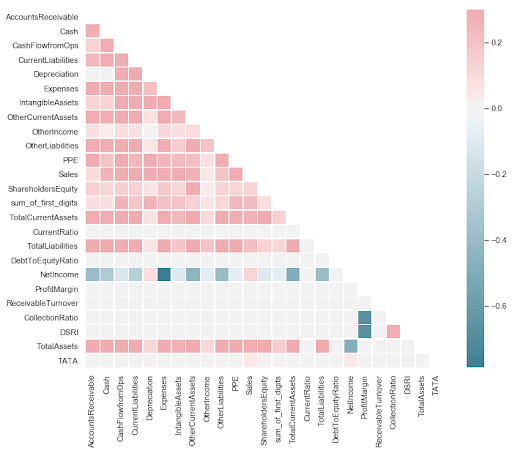 AccountsReceivable
Cash
CashFlowfromOps
CurrentLiabilities
Depreciation
Expenses
IntangibleAssets
OtherCurrentAssets
OtherIncome
OtherLiabilities
PPE
Sales
ShareholdersEquity
sum_of_first_digits
TotalCurrentAssets
CurrentRatio
TotalLiabilities
DebtToEquityRatio
NetIncome
ProfitMargin
ReceivableTurnover
CollectionRatio
DSRI
TotalAssets
TATA
AccountsReceivable
Cash
CashFlowfromOps
CurrentLiabilities
Depreciation
Expenses
IntangibleAssets
OtherCurrentAssets
OtherIncome
OtherLiabilities
PPE
Sales
ShareholdersEquity
sum_of_first_digits
TotalCurrentAssets
CurrentRatio
TotalLiabilities
DebtToEquityRatio
NetIncome
ProfitMargin
ReceivableTurnover
CollectionRatio
DSRI
TotalAssets
TATA
0.2
0.0
−0.2
−0.4
−0.6